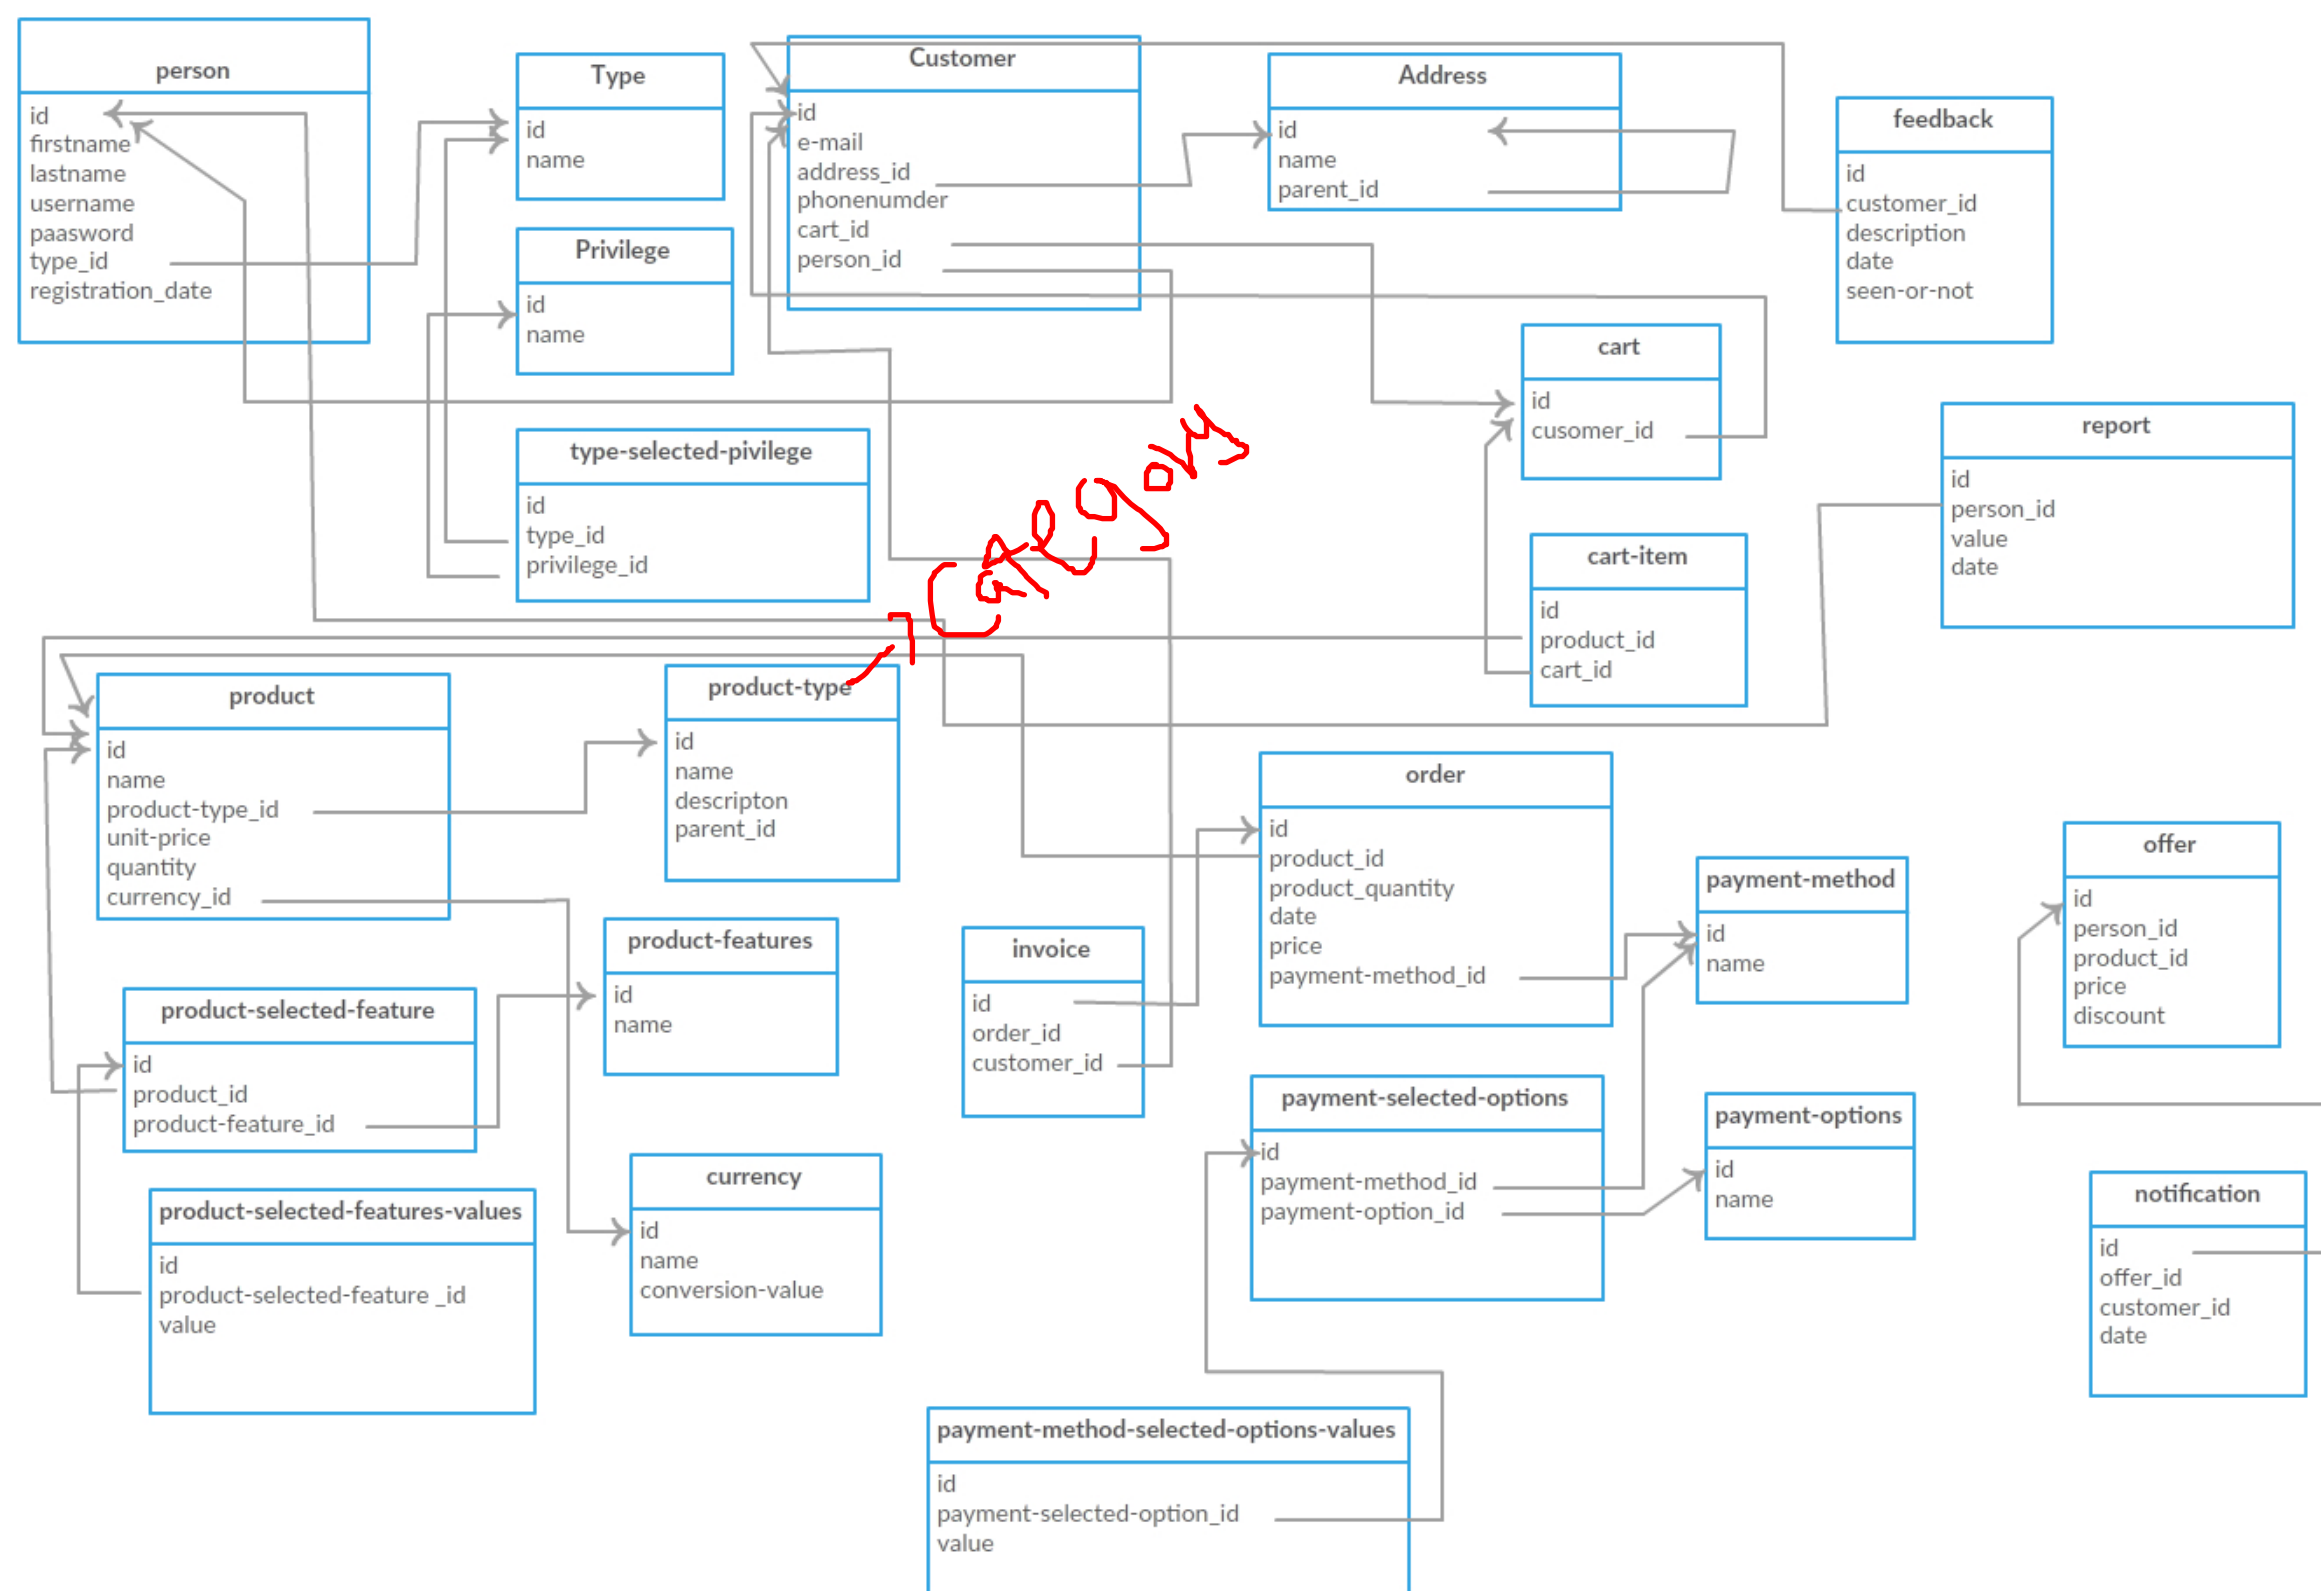 person
id
firstname
lastname
username
paasword
type_id
registration_date
Type
id
name
Privilege
id
name
type-selected-pivilege
id
type_id
privilege_id
Customer
id
e-mail
address_id
phonenumder
cart_id
person_id
Address
id
name
parent_id
feedback
id
customer_id
description
date
seen-or-not
cart
id
cusomer_id
cart-item
id
product_id
cart_id
report
id
person_id
value
date
Category
product
id
name
product-type_id
unit-price
quantity
currency_id
product-type
id
name
descripton
parent_id
product-features
id
name
product-selected-feature
id
product_id
product-feature_id
product-selected-features-values
id
product-selected-feature _id
value
currency
id
name
conversion-value
invoice
id
order_id
customer_id
order
id
product_id
product_quantity
date
price
payment-method_id
payment-method
id
name
payment-selected-options
id
payment-method_id
payment-option_id
payment-options
id
name
offer
id
person_id
product_id
price
discount
notification
id
offer_id
customer_id
date
payment-method-selected-options-values
id
payment-selected-option_id
value